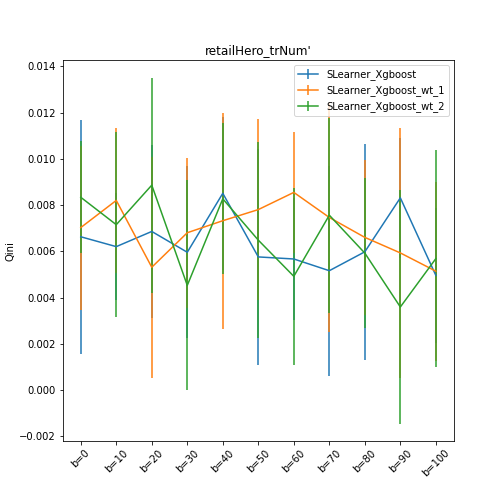 retailHero_trNum'
SLearner_Xgboost
SLearner_Xgboost_wt_1
SLearner_Xgboost_wt_2
Qini
0.014
0.012
0.010
0.008
0.006
0.004
0.002
0.000
−0.002
b=0 b=10 b=20 b=30 b=40 b=50 b=60 b=70 b=80 b=90 b=100